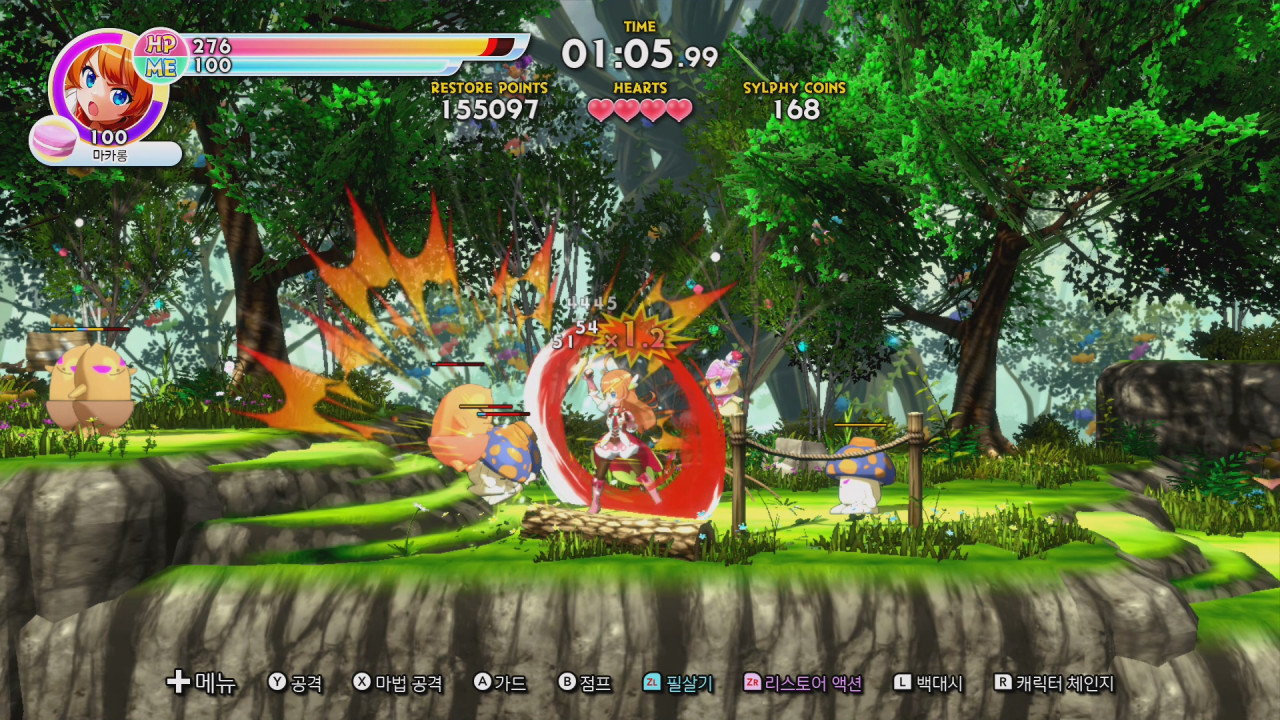 HP 276
ME 100
100
마카롱
TIME
01:05.99
RESTORE POINTS
155097
HEARTS
SYLPHY COINS
168
54
51
×1.2
메뉴 Y 공격 X 마법 공격 A 가드 B 점프 ZL 필살기 ZR 리스토어 액션 L 백대시 R 캐릭터 체인지